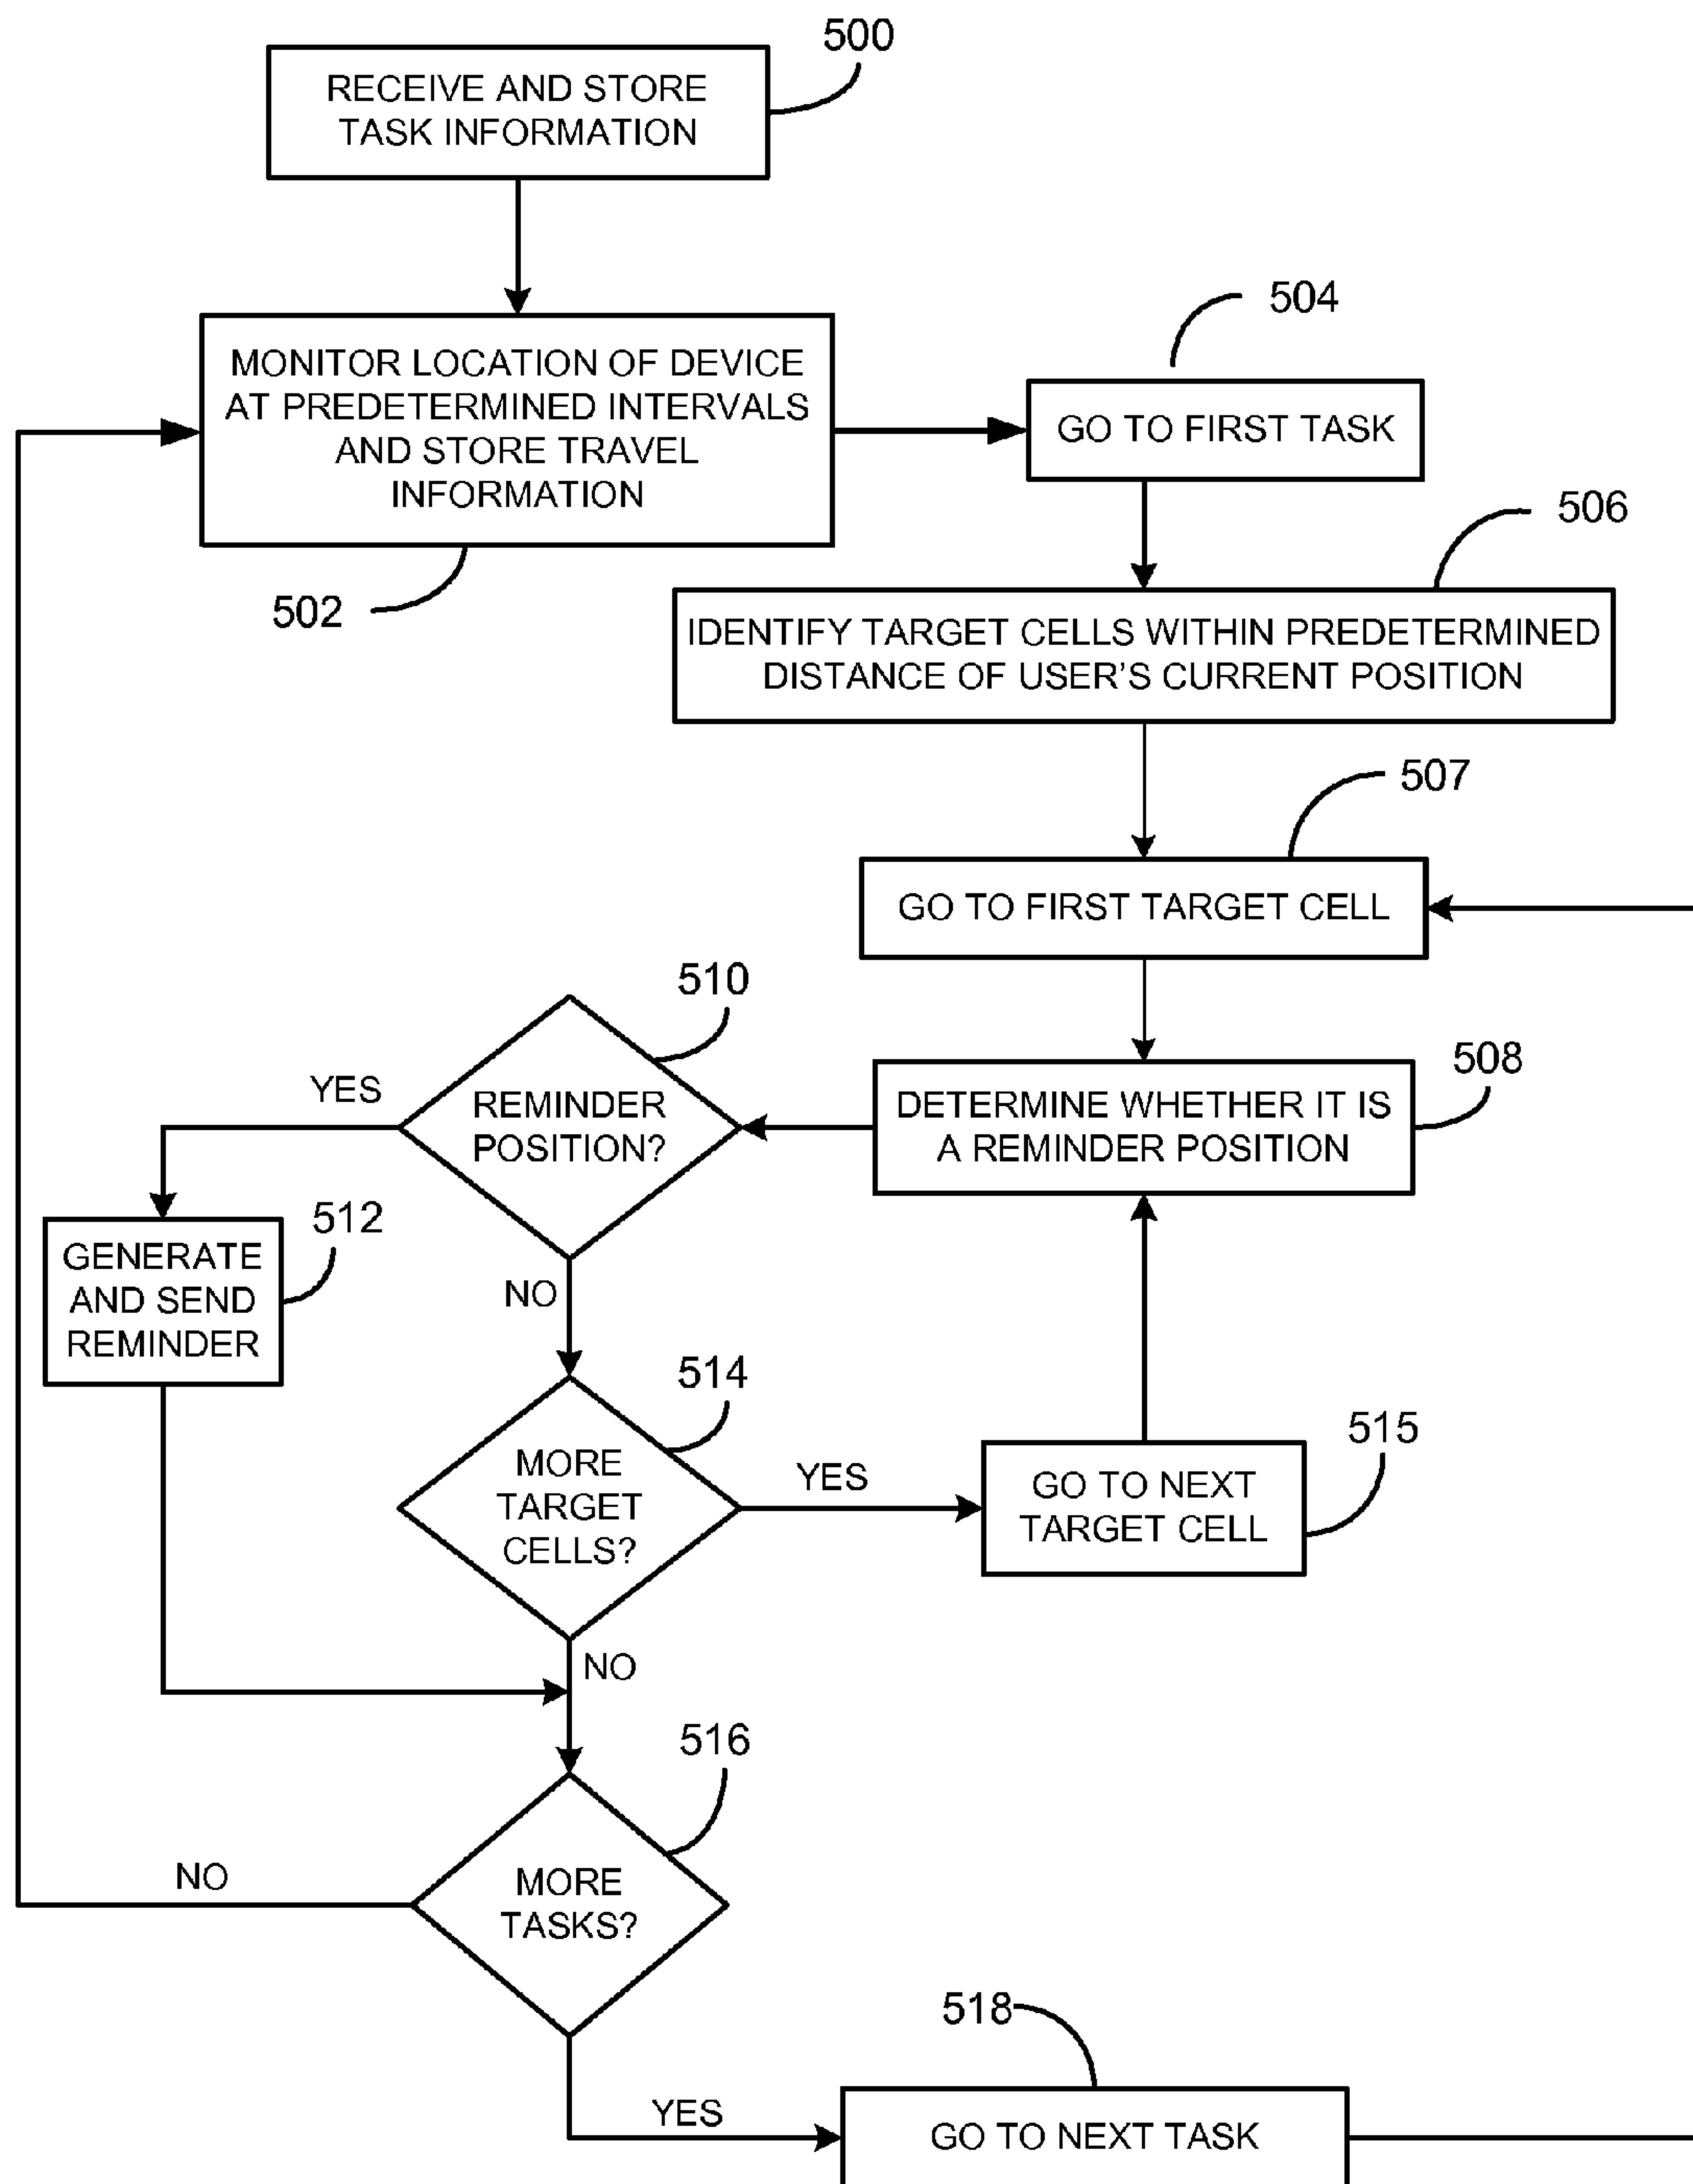 500
RECEIVE AND STORE
TASK INFORMATION
504
MONITOR LOCATION OF DEVICE
AT PREDETERMINED INTERVALS
AND STORE TRAVEL
INFORMATION
GO TO FIRST TASK
506
502
IDENTIFY TARGET CELLS WITHIN PREDETERMINED
DISTANCE OF USER'S CURRENT POSITION
507
GO TO FIRST TARGET CELL
510
508
YES
REMINDER
POSITION?
DETERMINE WHETHER IT IS
A REMINDER POSITION
512
GENERATE
AND SEND
REMINDER
NO
514
515
MORE
TARGET
CELLS?
YES
GO TO NEXT
TARGET CELL
NO
516
NO
MORE
TASKS?
518
YES
GO TO NEXT TASK